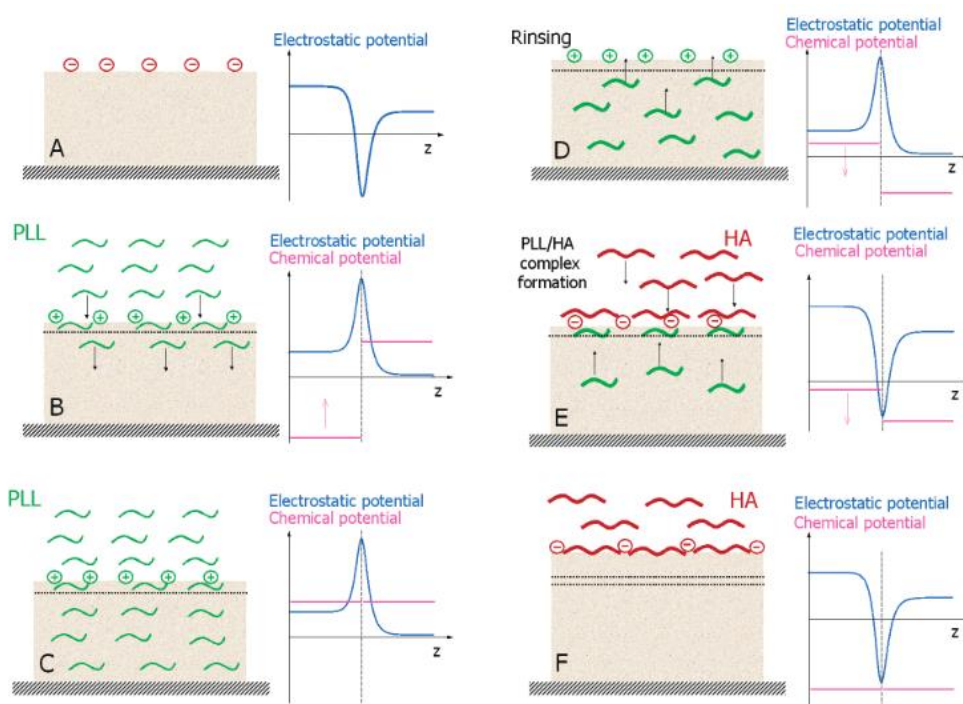 Electrostatic potential
z
A
PLL
Electrostatic potential
Chemical potential
z
B
PLL
Electrostatic potential
Chemical potential
z
C
Rinsing
Electrostatic potential
Chemical potential
z
D
PLL/HA
complex
formation
HA
Electrostatic potential
Chemical potential
z
E
HA
Electrostatic potential
Chemical potential
z
F